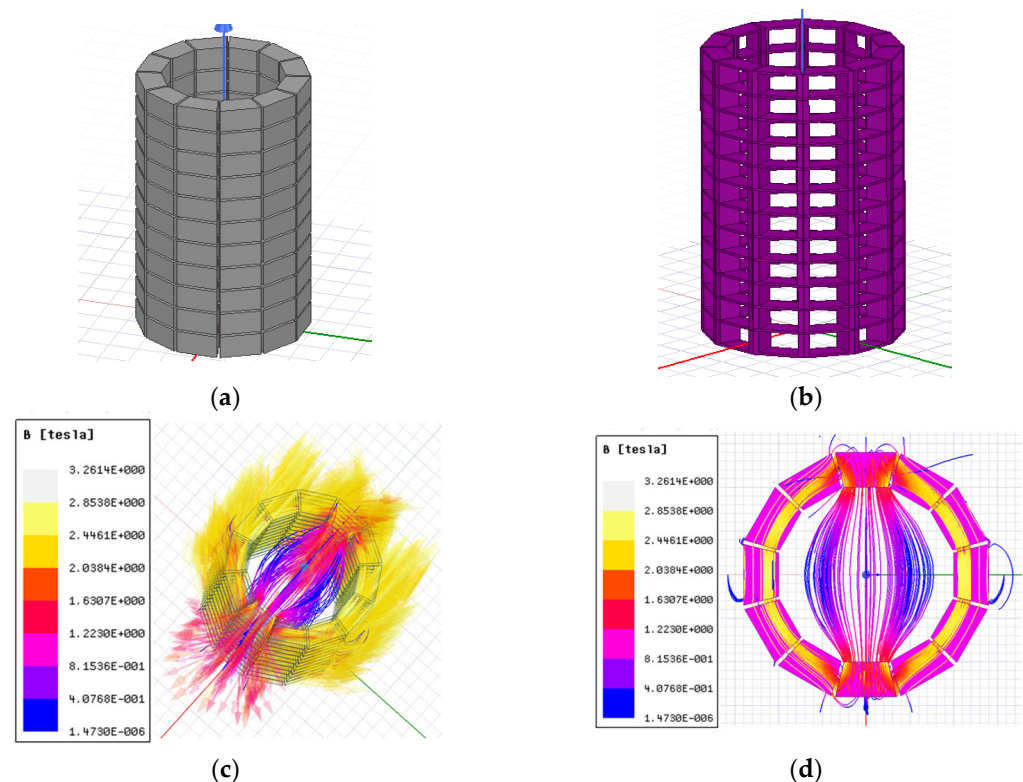 (a)
(b)
B [tesla]
3.2614E+000
2.8538E+000
2.4461E+000
2.0384E+000
1.6307E+000
1.2230E+000
8.1536E-001
4.0768E-001
1.4730E-006
B [tesla]
3.2614E+000
2.8538E+000
2.4461E+000
2.0384E+000
1.6307E+000
1.2230E+000
8.1536E-001
4.0768E-001
1.4730E-006
(c)
(d)